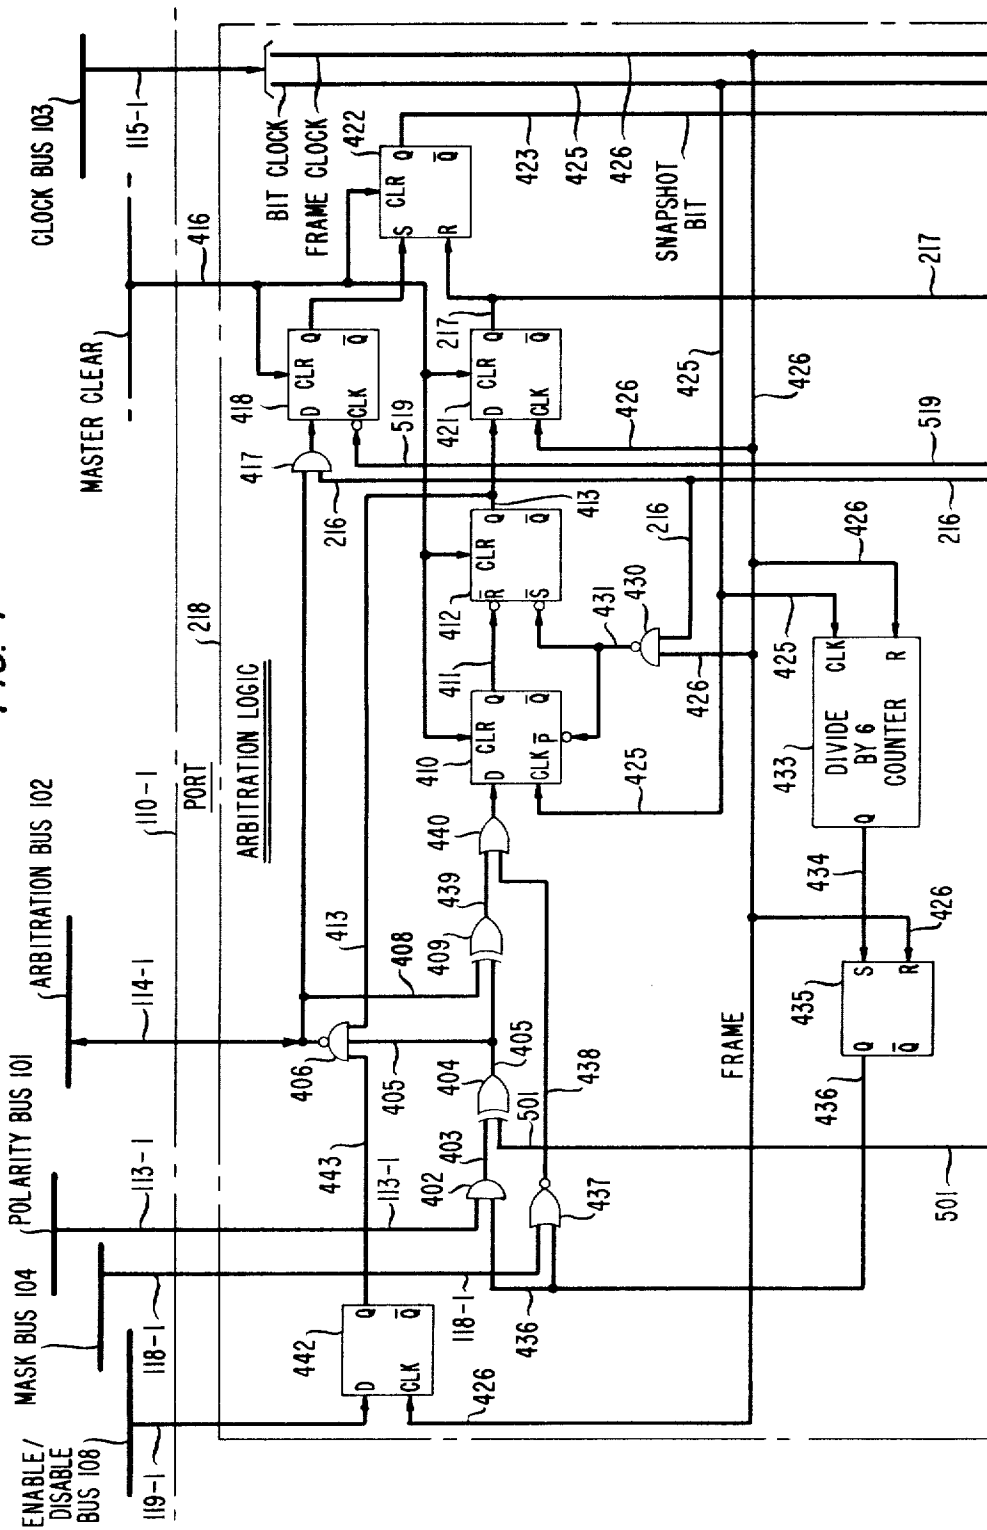 ENABLE/
DISABLE
BUS 108
MASK BUS 104
POLARITY BUS 101
ARBITRATION BUS 102
MASTER CLEAR
CLOCK BUS 103
119-1
118-1
113-1
114-1
110-1
115-1
PORT
218
416
ARBITRATION LOGIC
BIT CLOCK
FRAME CLOCK
442
D
Q
CLK
Q̅
443
406
408
413
216
417
418
D
CLR
Q
CLK
Q̅
519
422
S
CLR
Q
R
Q̅
423
425
426
118-1
113-1
402
403
404
405
405
409
439
440
410
D
CLR
Q
CLK
P̅
Q̅
411
412
R̅
CLR
Q
S̅
Q̅
413
421
D
CLR
Q
CLK
Q̅
217
436
437
501
438
425
426
431
430
216
426
SNAPSHOT
BIT
217
426
FRAME
425
426
435
S
R
Q
Q̅
436
426
434
433
DIVIDE
BY 6
COUNTER
Q
CLK
R
425
426
501
216
519